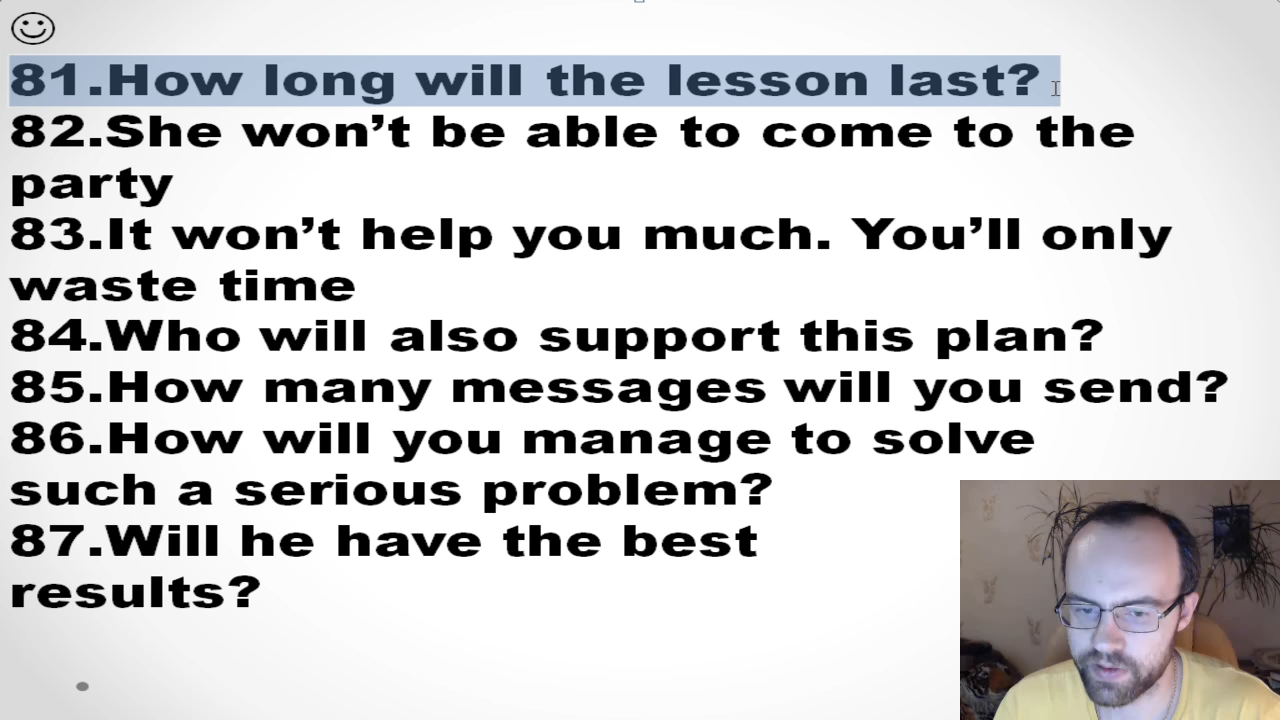 81.How long will the lesson last?
82.She won’t be able to come to the
party
83.It won’t help you much. You’ll only
waste time
84.Who will also support this plan?
85.How many messages will you send?
86.How will you manage to solve
such a serious problem?
87.Will he have the best
results?